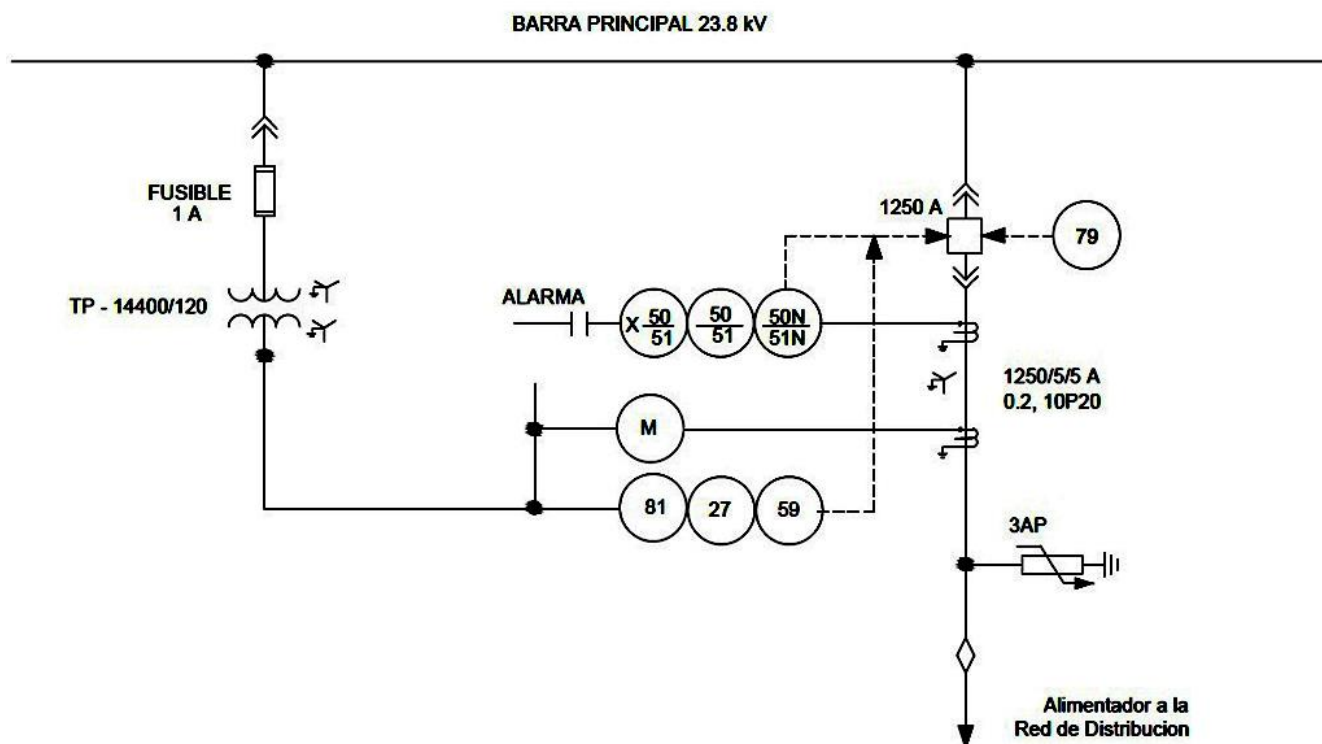 BARRA PRINCIPAL 23.8 kV
FUSIBLE
1 A
1250 A
79
TP - 14400/120
ALARMA
X 50
51
50
51
50N
51N
1250/5/5 A
0.2, 10P20
M
81
27
59
3AP
Alimentador a la
Red de Distribucion